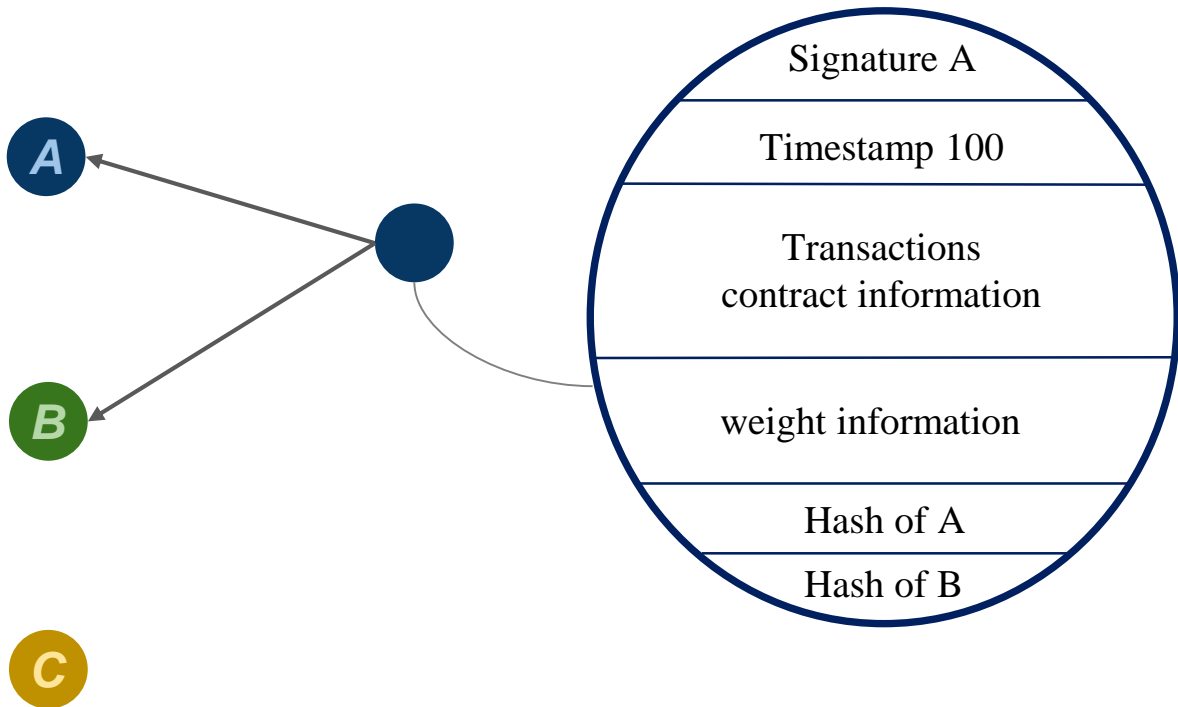 A
B
C
Signature A
Timestamp 100
Transactions
contract information
weight information
Hash of A
Hash of B